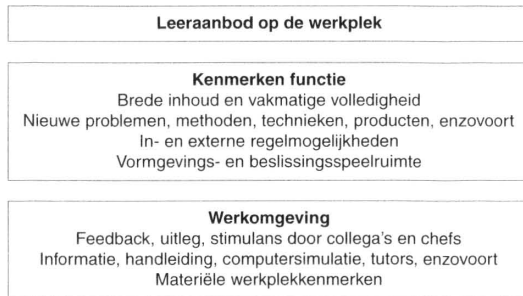 Leeraanbod op de werkplek
Kenmerken functie
Brede inhoud en vakmatige volledigheid
Nieuwe problemen, methoden, technieken, producten, enzovoort
In- en externe regelmogelijkheden
Vormgevings- en beslissingsspeelruimte
Werkomgeving
Feedback, uitleg, stimulans door collega's en chefs
Informatie, handleiding, computersimulatie, tutors, enzovoort
Materiële werkplekkenmerken